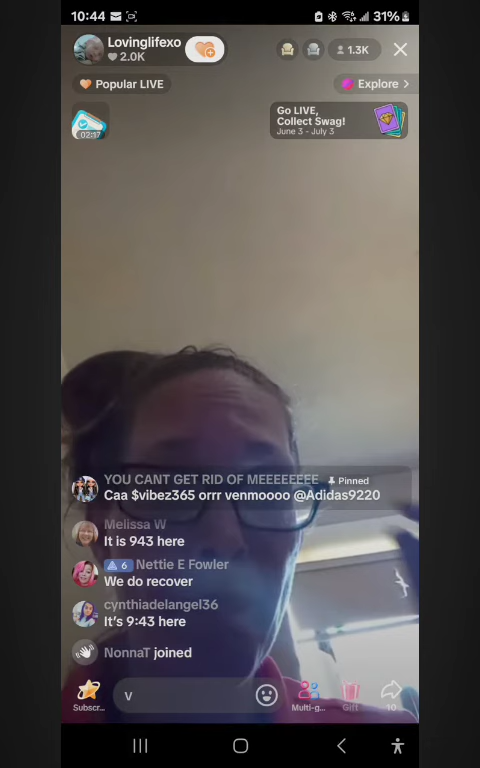 10:44
31%
Lovinglifexo
2.0K
1.3K
Popular LIVE
Explore >
02:17
Go LIVE,
Collect Swag!
June 3 - July 3
YOU CANT GET RID OF MEEEEEEE Pinned
Caa $vibez365 orrr venmoooo @Adidas9220
Melissa W
It is 943 here
6 Nettie E Fowler
We do recover
cynthiadelangel36
It's 9:43 here
NonnaT joined
V
Subscr...
Multi-g...
Gift
10